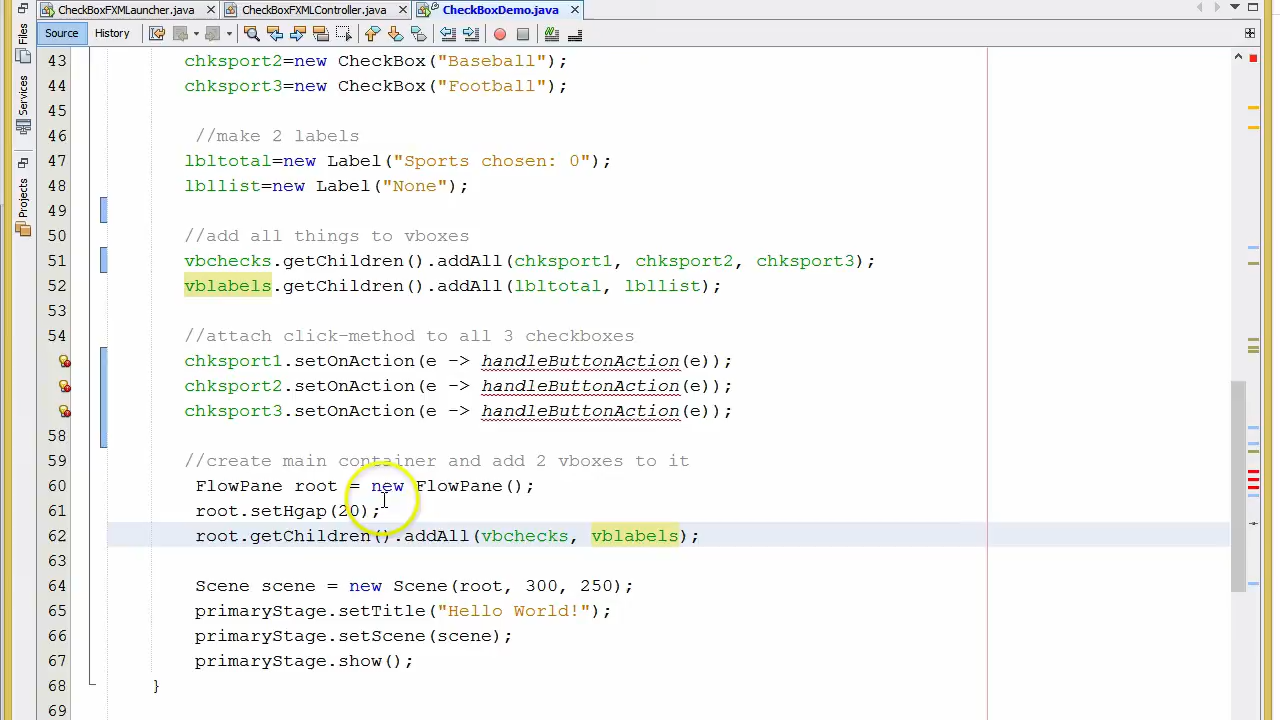 CheckBoxFXMLauncher.java
CheckBoxFXMLController.java
CheckBoxDemo.java
Source
History
Files
Services
Projects
43 chksport2=new CheckBox("Baseball");
44 chksport3=new CheckBox("Football");
45
46 //make 2 labels
47 lbltotal=new Label("Sports chosen: 0");
48 lbllist=new Label("None");
49
50 //add all things to vboxes
51 vbchecks.getChildren().addAll(chksport1, chksport2, chksport3);
52 vblabels.getChildren().addAll(lbltotal, lbllist);
53
54 //attach click-method to all 3 checkboxes
chksport1.setOnAction(e -> handleButtonAction(e));
chksport2.setOnAction(e -> handleButtonAction(e));
chksport3.setOnAction(e -> handleButtonAction(e));
58
59 //create main container and add 2 vboxes to it
60 FlowPane root = new FlowPane();
61 root.setHgap(20);
62 root.getChildren().addAll(vbchecks, vblabels);
63
64 Scene scene = new Scene(root, 300, 250);
65 primaryStage.setTitle("Hello World!");
66 primaryStage.setScene(scene);
67 primaryStage.show();
68 }
69